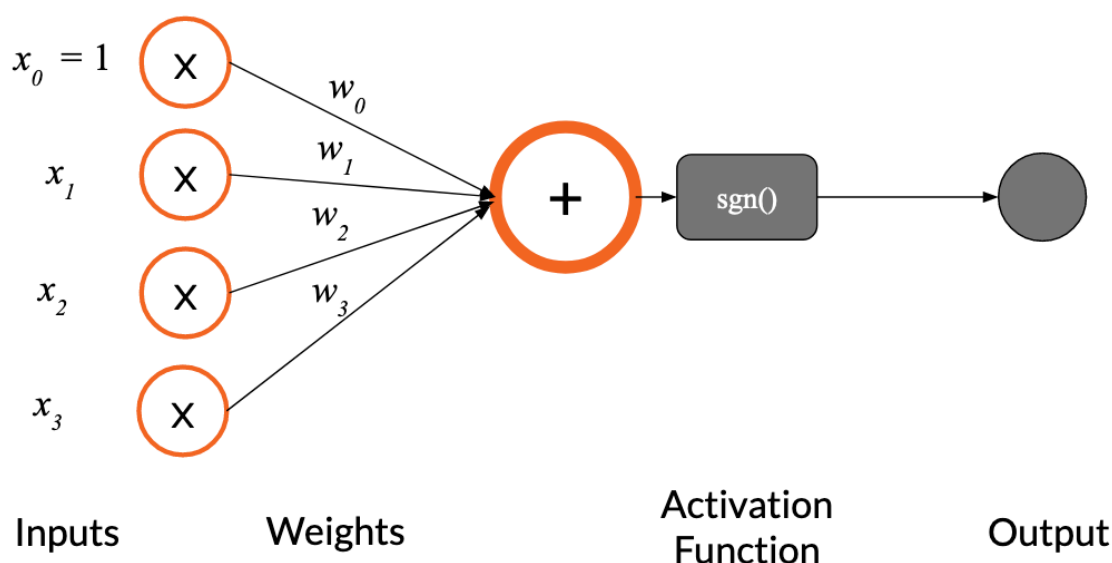 x₀ = 1
X
w₀
x₁
X
w₁
w₂
+
sgn()
x₂
X
w₃
x₃
X
Inputs
Weights
Activation
Function
Output